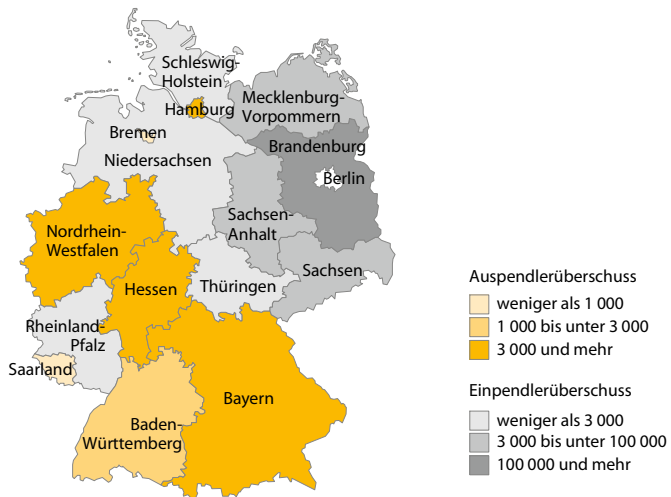 Schleswig-
Holstein
Hamburg
Mecklenburg-
Vorpommern
Bremen
Brandenburg
Niedersachsen
Berlin
Sachsen-
Anhalt
Nordrhein-
Westfalen
Sachsen
Hessen
Thüringen
Rheinland-
Pfalz
Saarland
Bayern
Baden-
Württemberg
Auspendlerüberschuss
weniger als 1 000
1 000 bis unter 3 000
3 000 und mehr
Einpendlerüberschuss
weniger als 3 000
3 000 bis unter 100 000
100 000 und mehr